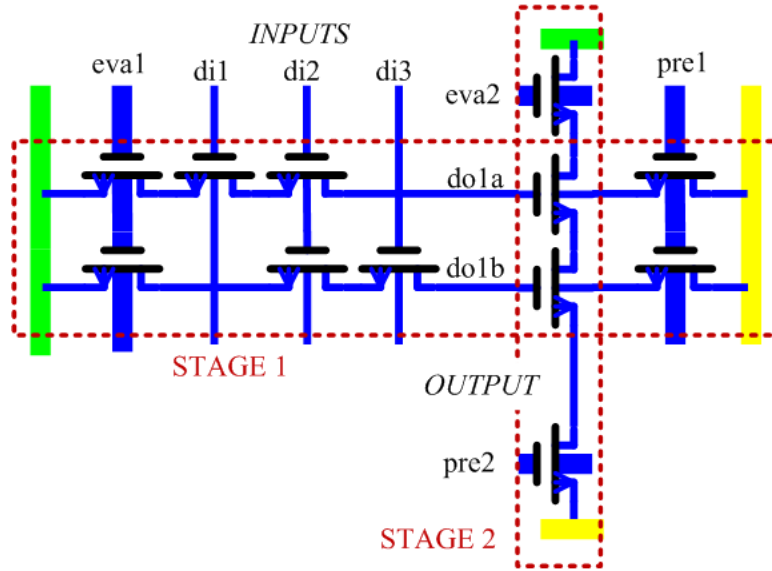 INPUTS
eva1
di1
di2
di3
eva2
pre1
do1a
do1b
STAGE 1
OUTPUT
pre2
STAGE 2